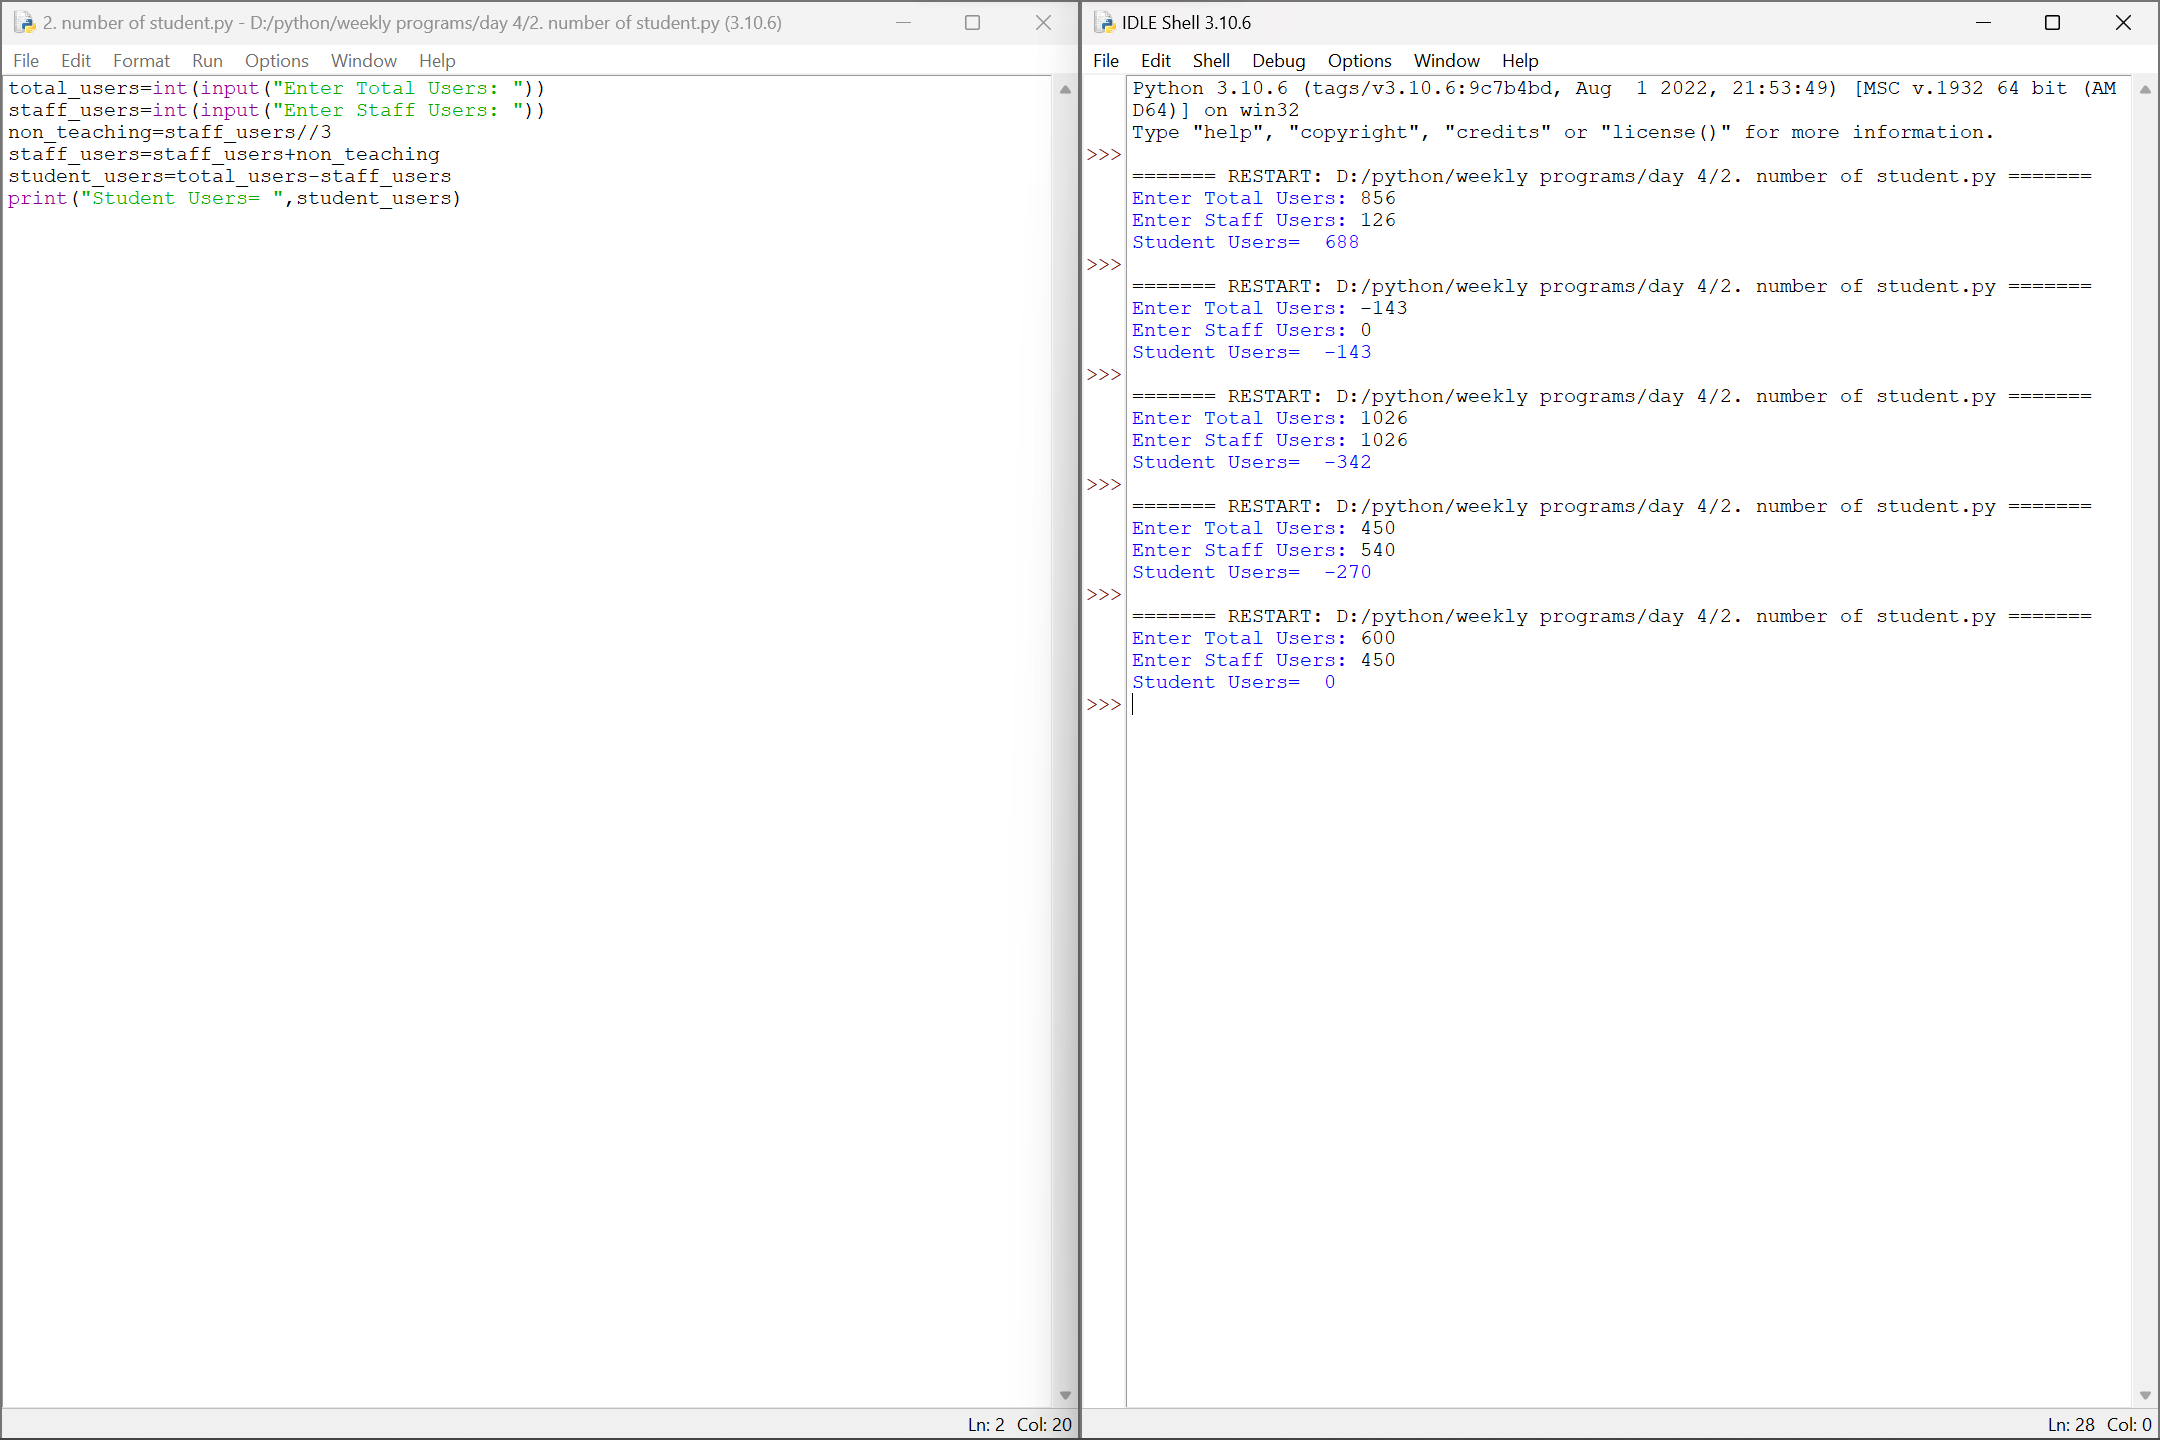 2. number of student.py - D:/python/weekly programs/day 4/2. number of student.py (3.10.6)
File Edit Format Run Options Window Help
total_users=int(input("Enter Total Users: "))
staff_users=int(input("Enter Staff Users: "))
non_teaching=staff_users//3
staff_users=staff_users+non_teaching
student_users=total_users-staff_users
print("Student Users= ",student_users)
Ln: 2 Col: 20
IDLE Shell 3.10.6
File Edit Shell Debug Options Window Help
Python 3.10.6 (tags/v3.10.6:9c7b4bd, Aug  1 2022, 21:53:49) [MSC v.1932 64 bit (AM
D64)] on win32
Type "help", "copyright", "credits" or "license()" for more information.
>>>
======= RESTART: D:/python/weekly programs/day 4/2. number of student.py =======
Enter Total Users: 856
Enter Staff Users: 126
Student Users=  688
>>>
======= RESTART: D:/python/weekly programs/day 4/2. number of student.py =======
Enter Total Users: -143
Enter Staff Users: 0
Student Users=  -143
>>>
======= RESTART: D:/python/weekly programs/day 4/2. number of student.py =======
Enter Total Users: 1026
Enter Staff Users: 1026
Student Users=  -342
>>>
======= RESTART: D:/python/weekly programs/day 4/2. number of student.py =======
Enter Total Users: 450
Enter Staff Users: 540
Student Users=  -270
>>>
======= RESTART: D:/python/weekly programs/day 4/2. number of student.py =======
Enter Total Users: 600
Enter Staff Users: 450
Student Users=  0
>>>
Ln: 28 Col: 0